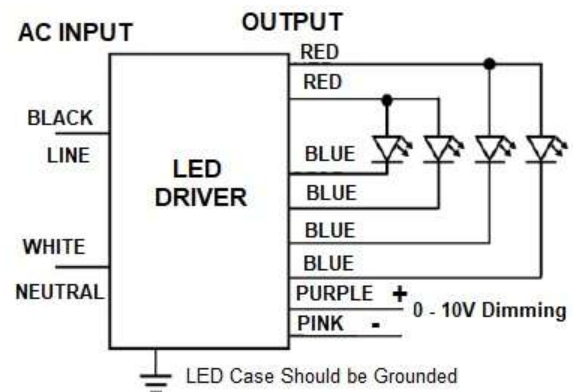 AC INPUT
OUTPUT
RED
RED
BLACK
LINE
LED
DRIVER
BLUE
BLUE
BLUE
BLUE
WHITE
NEUTRAL
PURPLE +
PINK -
0 - 10V Dimming
LED Case Should be Grounded